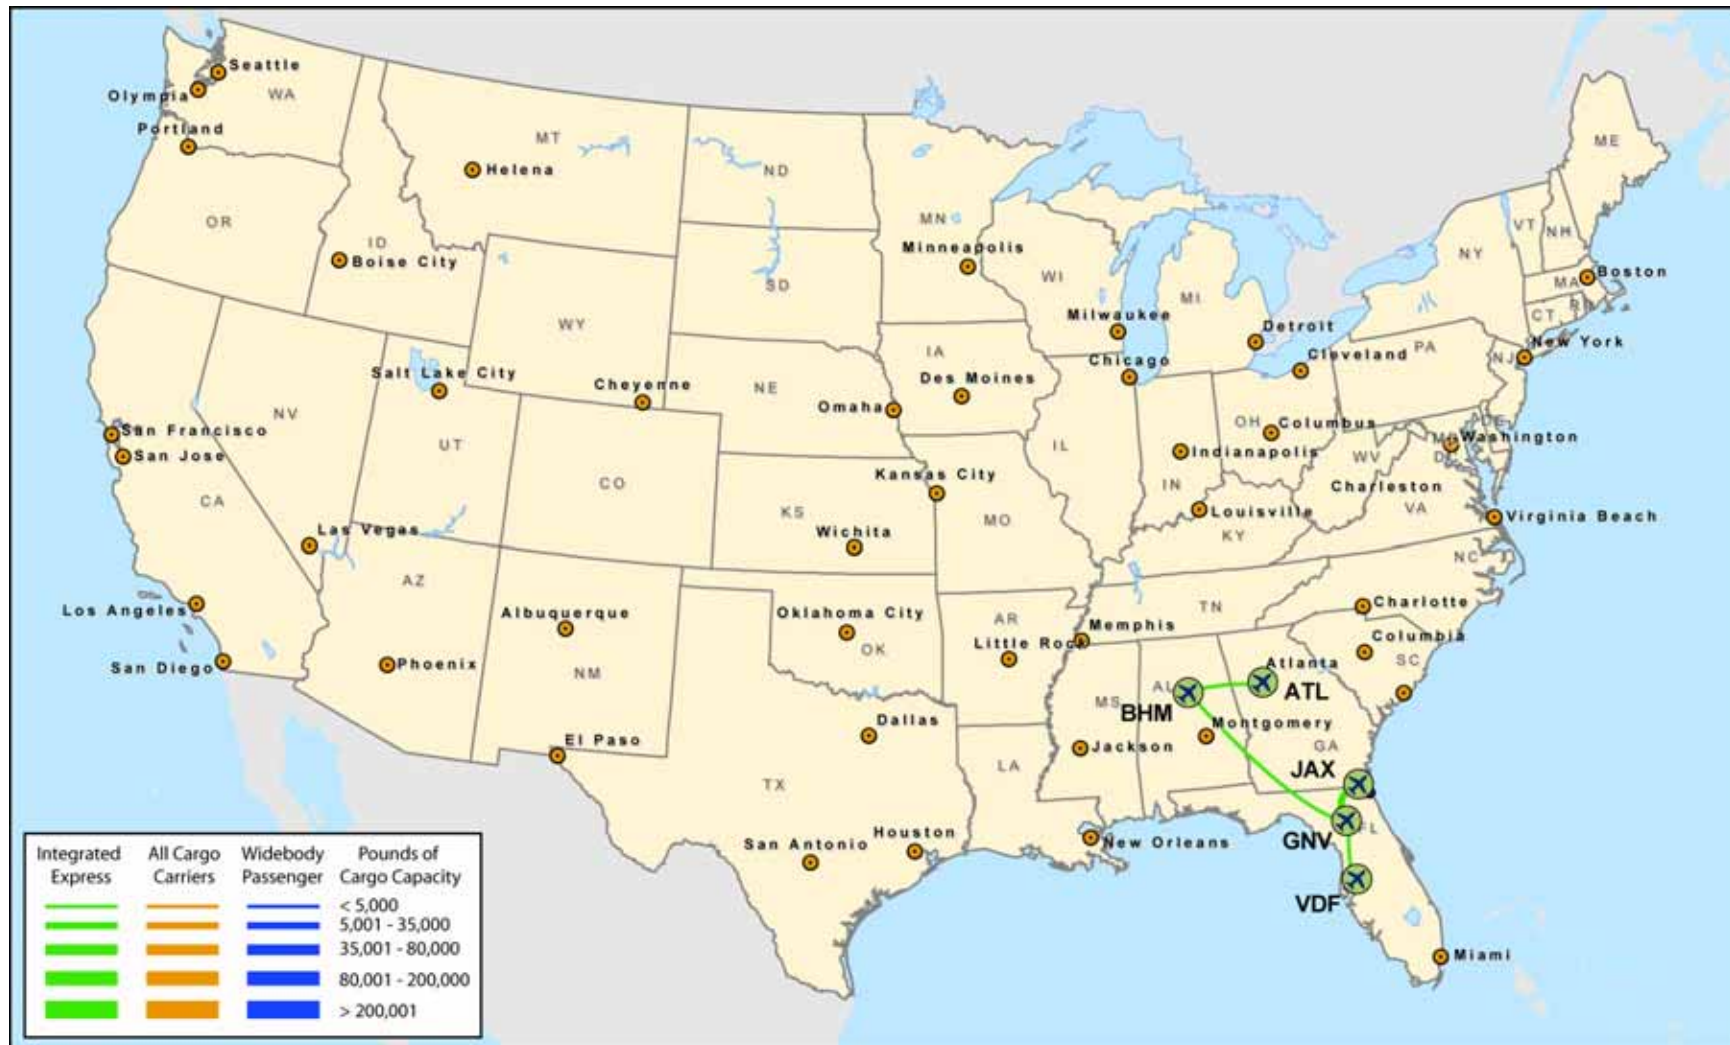 Seattle
WA
Olympia
Portland
MT
Helena
ND
ME
OR
MN
VT
NH
ID
Boise City
Minneapolis
WI
NY
SD
MI
MA
Boston
WY
Milwaukee
Detroit
CT
IA
Chicago
Cleveland
PA
NJ
New York
Salt Lake City
Cheyenne
NE
Des Moines
Omaha
NV
OH
Columbus
DE
San Francisco
UT
IL
Indianapolis
MD
Washington
San Jose
WV
DC
CO
Kansas City
IN
Charleston
CA
KS
MO
Louisville
VA
Virginia Beach
Las Vegas
Wichita
KY
NC
AZ
Los Angeles
Albuquerque
Oklahoma City
AR
TN
Charlotte
Memphis
Columbia
San Diego
Phoenix
NM
OK
Little Rock
Atlanta
SC
MS
AL
ATL
BHM
Dallas
Montgomery
El Paso
Jackson
GA
TX
LA
JAX
San Antonio
Houston
New Orleans
GNV
FL
VDF
Miami
Integrated Express
All Cargo Carriers
Widebody Passenger
Pounds of Cargo Capacity
< 5,000
5,001 - 35,000
35,001 - 80,000
80,001 - 200,000
> 200,001